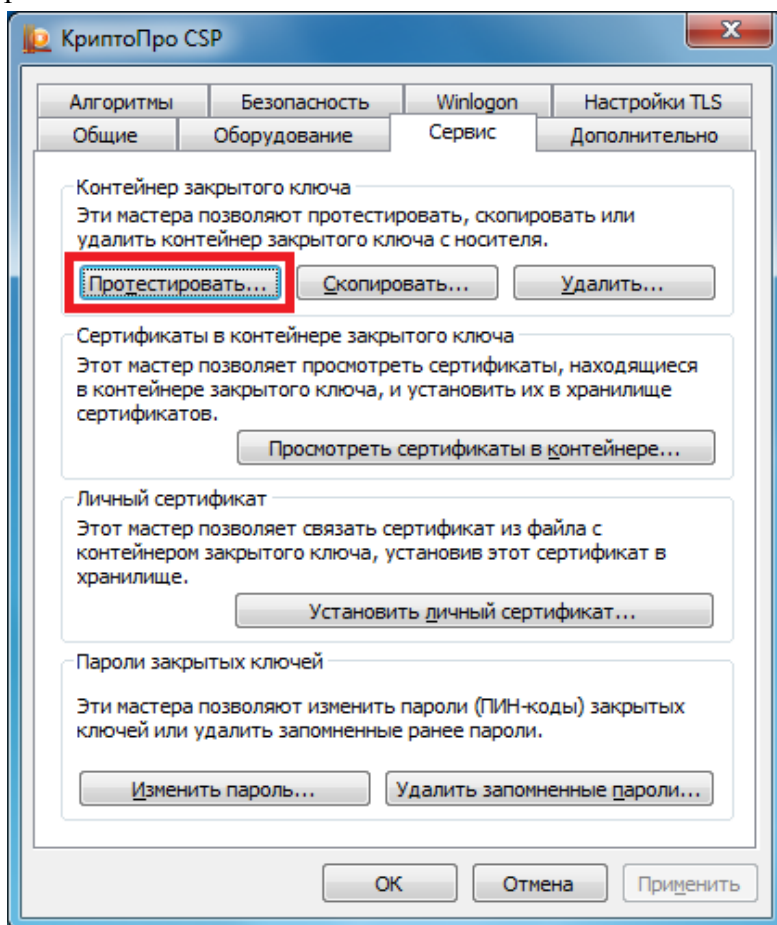 КриптоПро CSP
Алгоритмы Безопасность Winlogon Настройки TLS
Общие Оборудование Сервис Дополнительно
Контейнер закрытого ключа
Эти мастера позволяют протестировать, скопировать или
удалить контейнер закрытого ключа с носителя.
Протестировать... Скопировать... Удалить...
Сертификаты в контейнере закрытого ключа
Этот мастер позволяет просмотреть сертификаты, находящиеся
в контейнере закрытого ключа, и установить их в хранилище
сертификатов.
Просмотреть сертификаты в контейнере...
Личный сертификат
Этот мастер позволяет связать сертификат из файла с
контейнером закрытого ключа, установив этот сертификат в
хранилище.
Установить личный сертификат...
Пароли закрытых ключей
Эти мастера позволяют изменить пароли (ПИН-коды) закрытых
ключей или удалить запомненные ранее пароли.
Изменить пароль... Удалить запомненные пароли...
ОК Отмена Применить